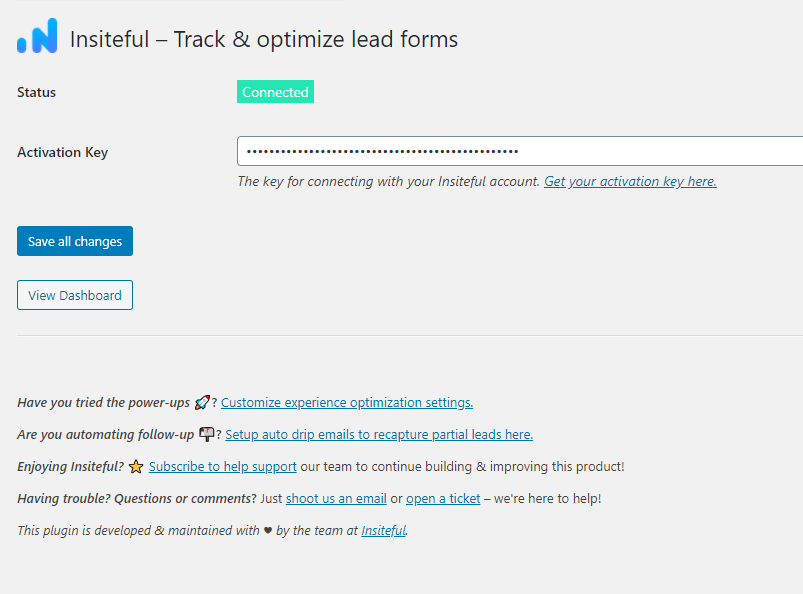 Insiteful – Track & optimize lead forms
Status
Connected
Activation Key
••••••••••••••••••••••••••••••••••••••••••••••••
The key for connecting with your Insiteful account. Get your activation key here.
Save all changes
View Dashboard
Have you tried the power-ups 🚀? Customize experience optimization settings.
Are you automating follow-up 📬? Setup auto drip emails to recapture partial leads here.
Enjoying Insiteful? ⭐ Subscribe to help support our team to continue building & improving this product!
Having trouble? Questions or comments? Just shoot us an email or open a ticket – we're here to help!
This plugin is developed & maintained with ♥ by the team at Insiteful.